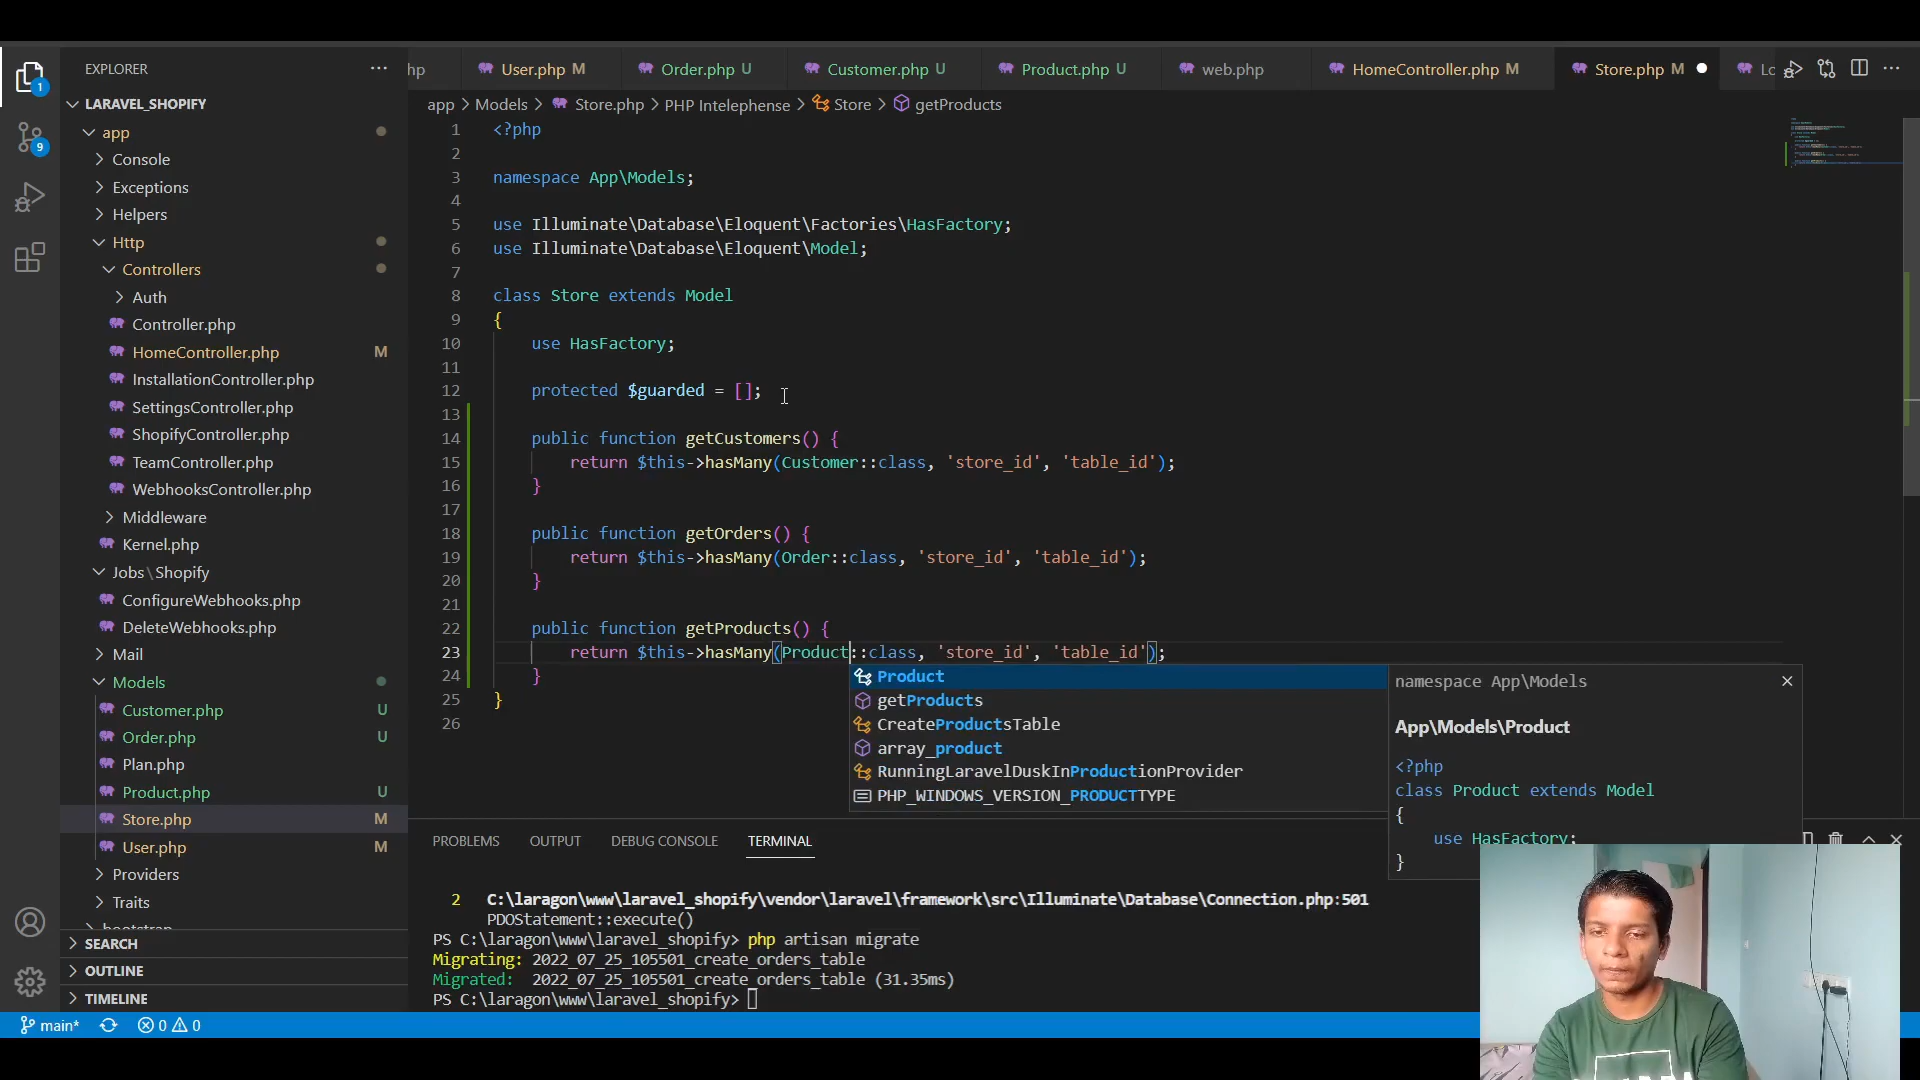 EXPLORER
hp
User.php M
Order.php U
Customer.php U
Product.php U
web.php
HomeController.php M
Store.php M
Lo
LARAVEL_SHOPIFY
app
Console
Exceptions
Helpers
Http
Controllers
Auth
Controller.php
HomeController.php M
InstallationController.php
SettingsController.php
ShopifyController.php
TeamController.php
WebhooksController.php
Middleware
Kernel.php
Jobs\Shopify
ConfigureWebhooks.php
DeleteWebhooks.php
Mail
Models
Customer.php U
Order.php U
Plan.php
Product.php U
Store.php M
User.php M
Providers
Traits
bootstrap
SEARCH
OUTLINE
TIMELINE
1
9
app > Models > Store.php > PHP Intelephense > Store > getProducts
1 <?php
2
3 namespace App\Models;
4
5 use Illuminate\Database\Eloquent\Factories\HasFactory;
6 use Illuminate\Database\Eloquent\Model;
7
8 class Store extends Model
9 {
10 use HasFactory;
11
12 protected $guarded = [];
13
14 public function getCustomers() {
15 return $this->hasMany(Customer::class, 'store_id', 'table_id');
16 }
17
18 public function getOrders() {
19 return $this->hasMany(Order::class, 'store_id', 'table_id');
20 }
21
22 public function getProducts() {
23 return $this->hasMany(Product::class, 'store_id', 'table_id');
24 }
25 }
26
Product
getProducts
CreateProductsTable
array_product
RunningLaravelDuskInProductionProvider
PHP_WINDOWS_VERSION_PRODUCTTYPE
namespace App\Models
App\Models\Product
<?php
class Product extends Model
{
use HasFactory;
}
PROBLEMS OUTPUT DEBUG CONSOLE TERMINAL
2 C:\laragon\www\laravel_shopify\vendor\laravel\framework\src\Illuminate\Database\Connection.php:501
PDOStatement::execute()
PS C:\laragon\www\laravel_shopify> php artisan migrate
Migrating: 2022_07_25_105501_create_orders_table
Migrated: 2022_07_25_105501_create_orders_table (31.35ms)
PS C:\laragon\www\laravel_shopify>
main* 0 0